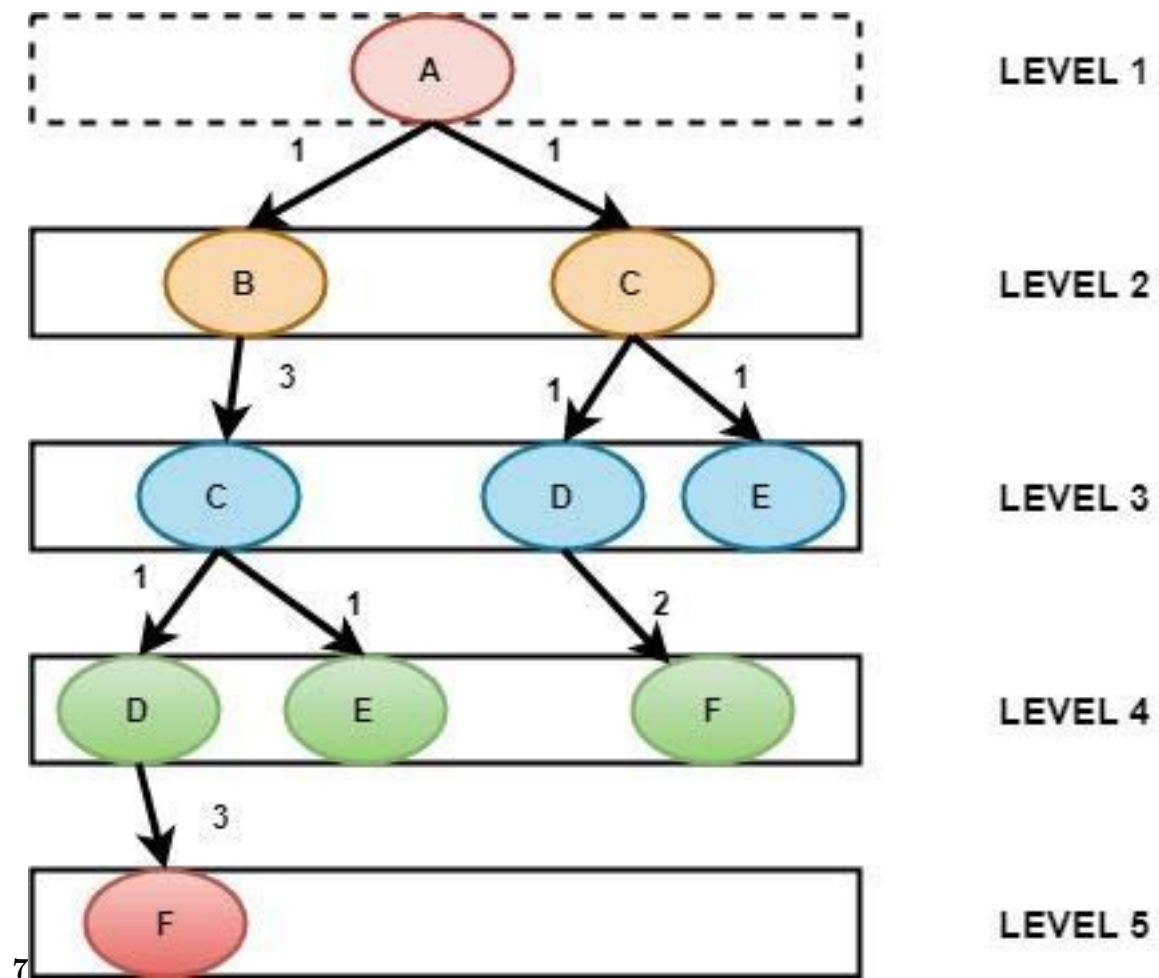 A LEVEL 1
1 1
B C LEVEL 2
3 1 1
C D E LEVEL 3
1 1 2
D E F LEVEL 4
3
F LEVEL 5
7